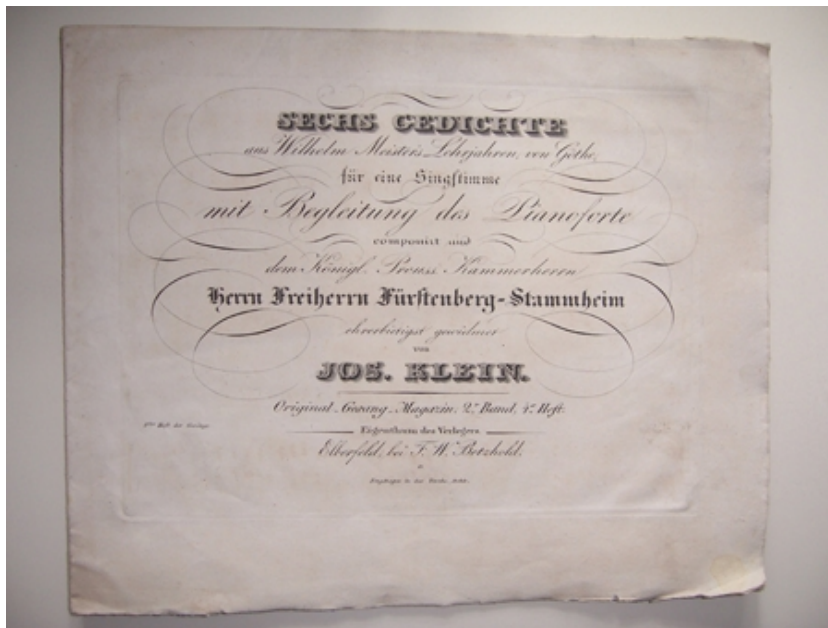 SECHS GEDICHTE
aus Wilhelm Meisters Lehrjahren, von Göthe,
für eine Singstimme
mit Begleitung des Pianoforte
componirt und
dem Königl. Preuss. Kammerherrn
Herrn Freiherrn Fürstenberg-Stammheim
ehrerbietigst gewidmet
von
JOS. KLEIN.
Original-Gesang-Magazin. 2r Band, 4s Heft.
Eigenthum des Verlegers.
Elberfeld, bei F. W. Betzhold.